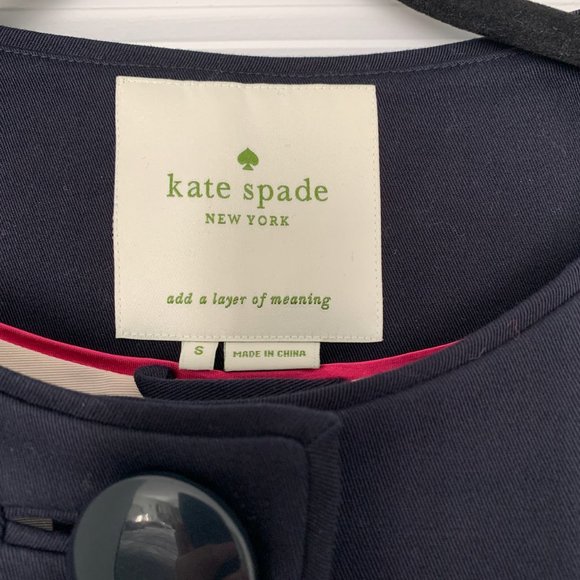 kate spade
NEW YORK
add a layer of meaning
S
MADE IN CHINA